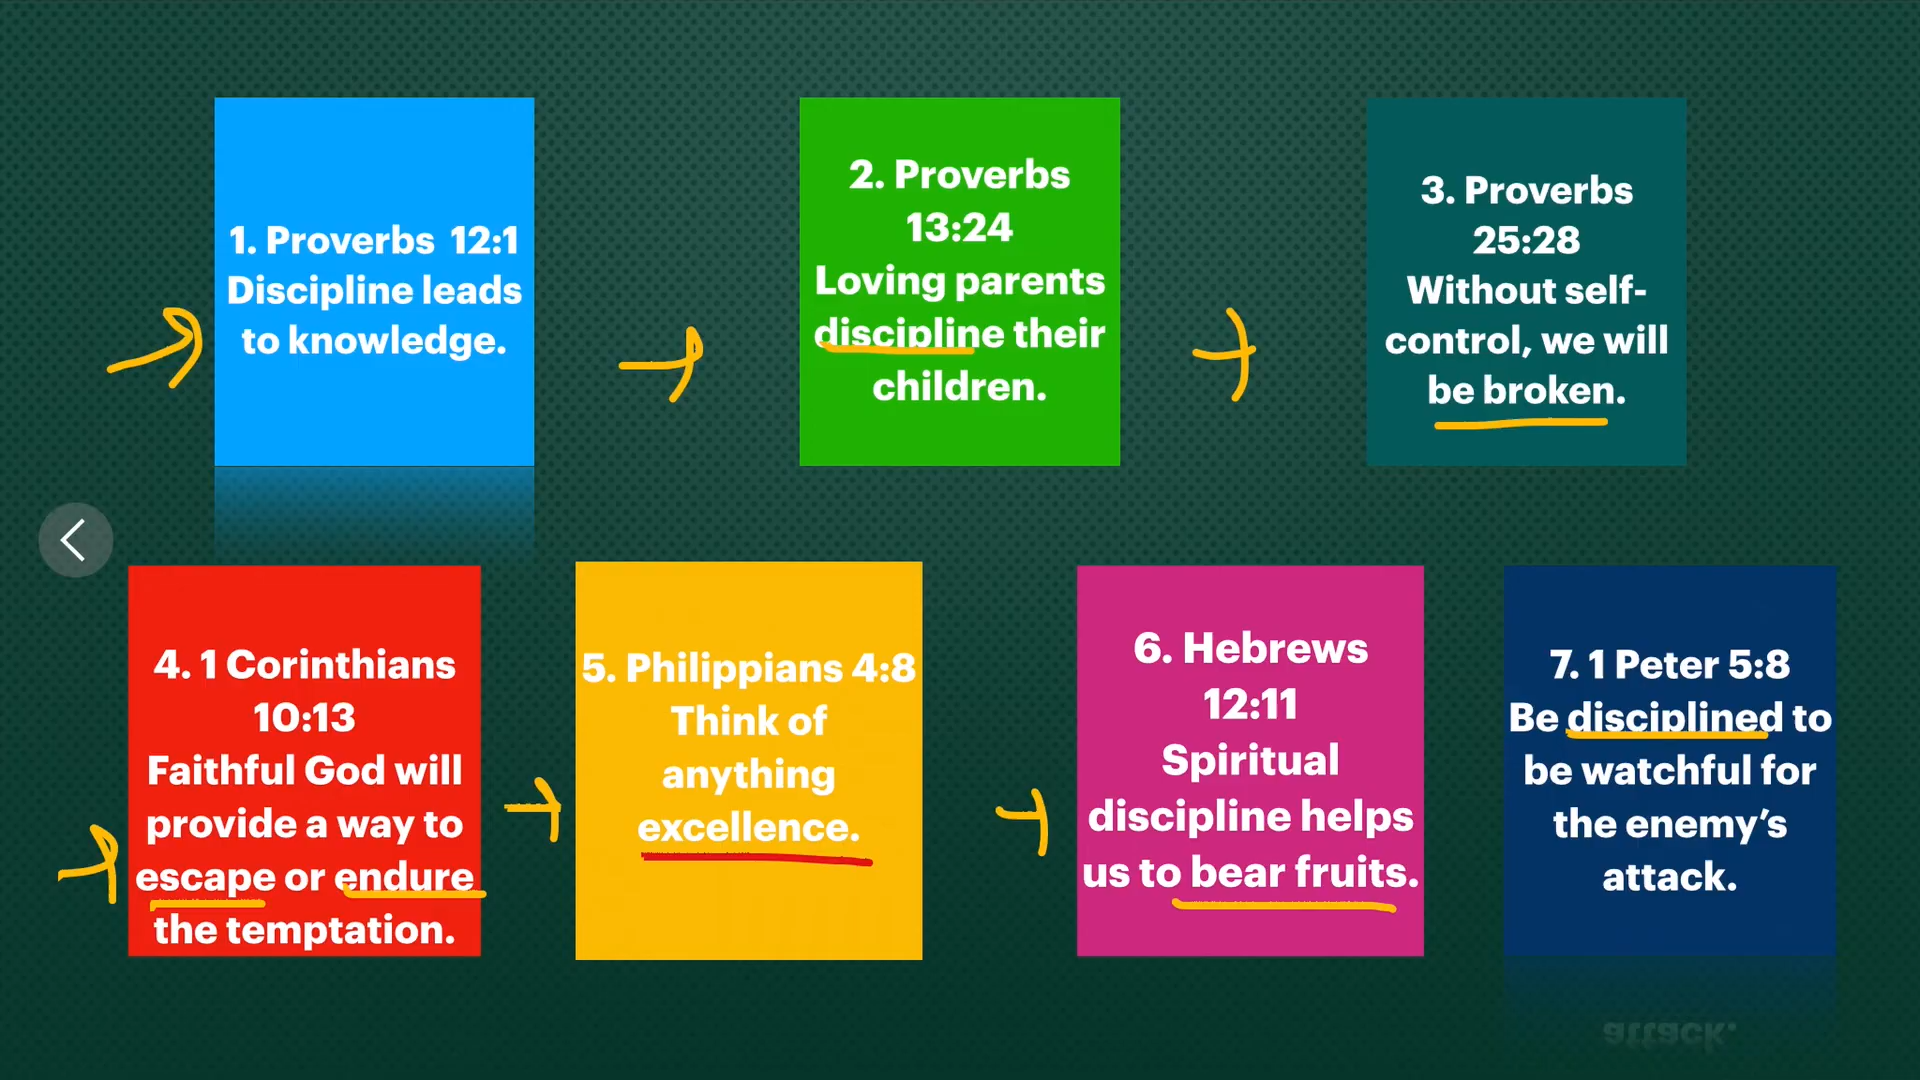 1. Proverbs  12:1
Discipline leads
to knowledge.
2. Proverbs
13:24
Loving parents
discipline their
children.
3. Proverbs
25:28
Without self-
control, we will
be broken.
4. 1 Corinthians
10:13
Faithful God will
provide a way to
escape or endure
the temptation.
5. Philippians 4:8
Think of
anything
excellence.
6. Hebrews
12:11
Spiritual
discipline helps
us to bear fruits.
7. 1 Peter 5:8
Be disciplined to
be watchful for
the enemy’s
attack.